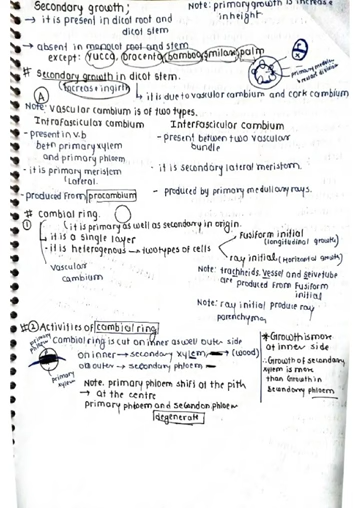 Secondary growth;
Note: primary growth is increase in height
→ it is present in dicot root and dicot stem
→ absent in monocot root and stem
except: yucca, dracenta, bamboo, smilax, palm
# Secondary growth in dicot stem.
(increase in girth)
↳ it is due to vascular cambium and cork cambium
primary medullary
(A)
Note: vascular cambium is of two types.
Intrafascicular cambium
- present in v.b
betn primary xylem
and primary phloem
- it is primary meristem
↳ Lateral.
- produced from procambium
Interfascicular cambium
- present between two vascular bundle
- it is secondary lateral meristem.
- produced by primary medullary rays.
# cambial ring.
① (it is primary as well as secondary in origin.
it is a single layer
- it is heterogenous → two types of cells
Fusiform initial
(longitudinal growth)
ray initial (Horizontal growth)
vascular
cambium
Note: tracheids, vessel and sievetube
are produced from fusiform
initial
Note: ray initial produce ray
parenchyma,
# ② Activities of cambial ring
primary
phloem
cambial ring is cut on inner as well outer side
on inner → secondary xylem → (wood)
on outer → secondary phloem
primary
xylem
Note. primary phloem shift at the pith
→ at the centre
primary phloem and secondan phloem
degenerate
* Growth is more
at inner side
∴ Growth of secondary
xylem is more
than Growth in
Secondary phloem